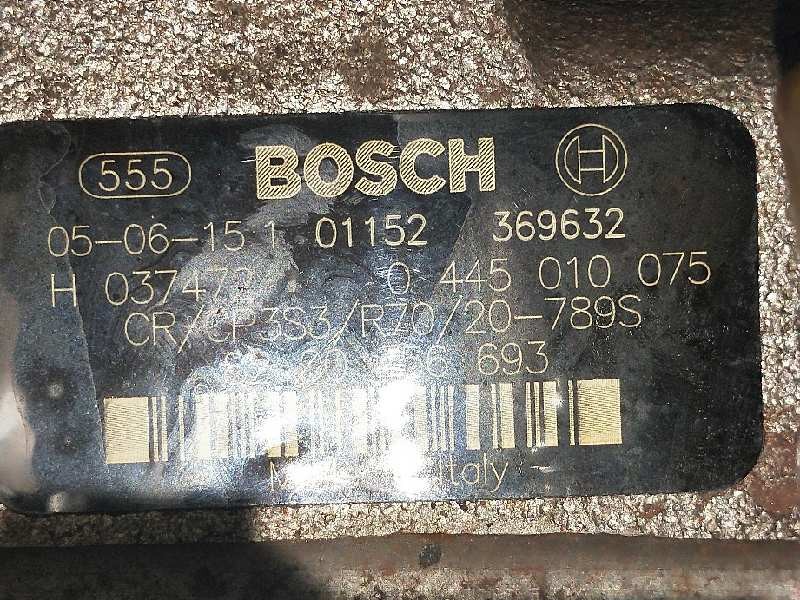 555 BOSCH
05-06-15 1 01152 369632
H 0 445 010 075
CR/CP3S3/R70/20-789S
693
Made Italy